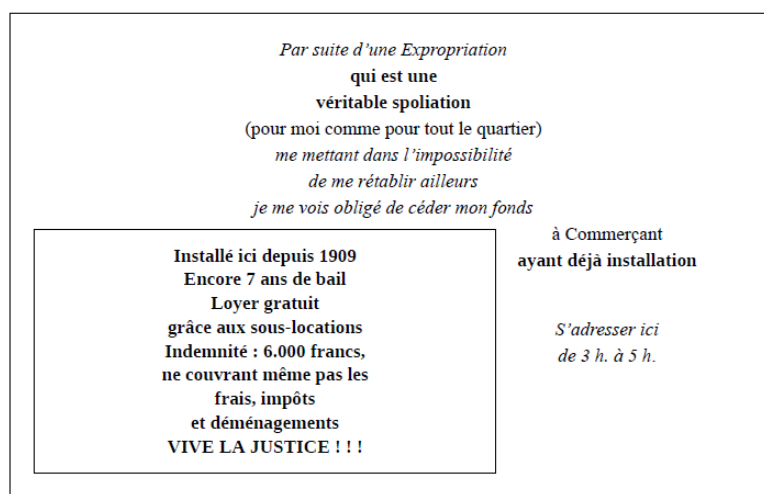 Par suite d’une Expropriation
qui est une
véritable spoliation
(pour moi comme pour tout le quartier)
me mettant dans l’impossibilité
de me rétablir ailleurs
je me vois obligé de céder mon fonds
à Commerçant
ayant déjà installation
Installé ici depuis 1909
Encore 7 ans de bail
Loyer gratuit
grâce aux sous-locations
Indemnité : 6.000 francs,
ne couvrant même pas les
frais, impôts
et déménagements
VIVE LA JUSTICE ! ! !
S’adresser ici
de 3 h. à 5 h.